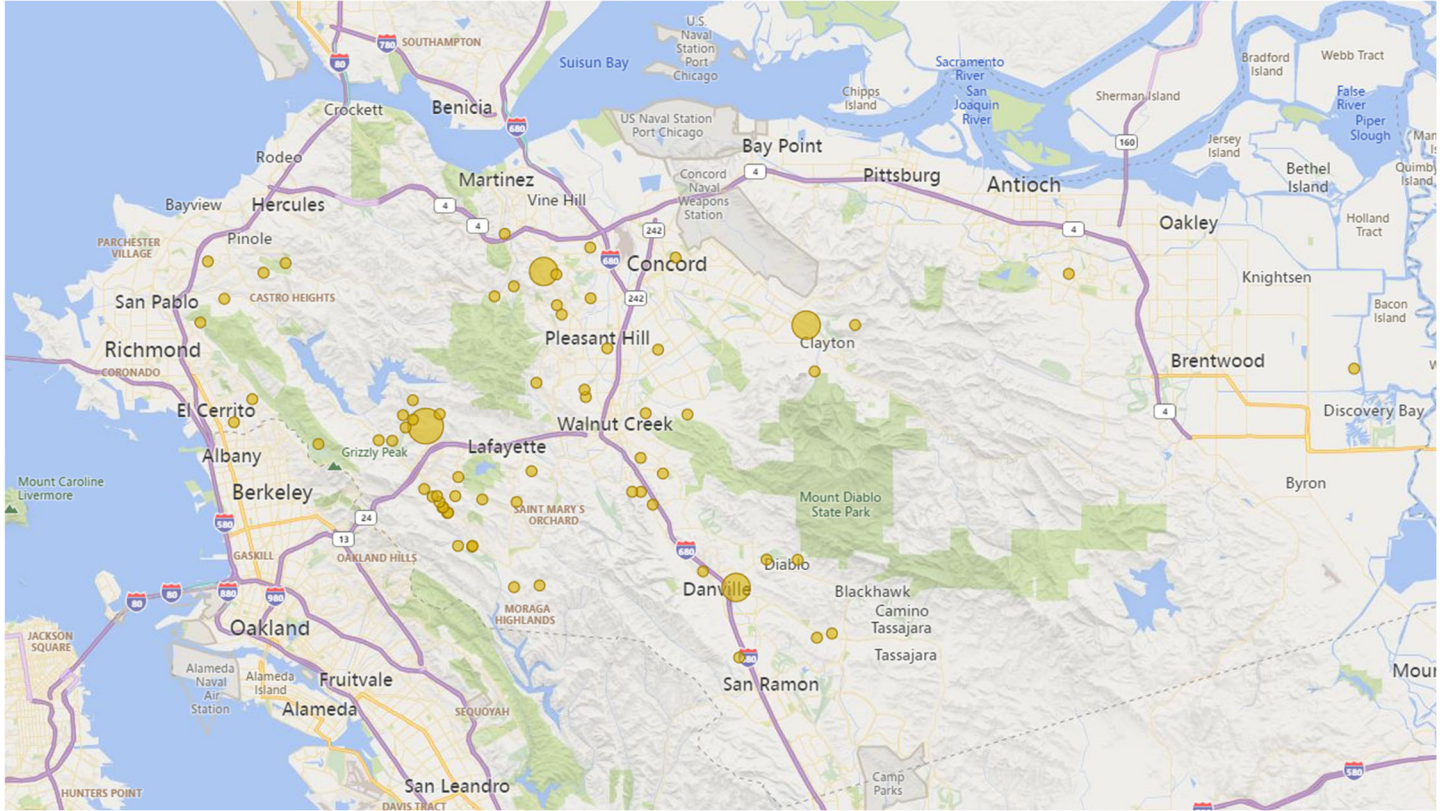 U.S.
Naval
Station
Port
Chicago
780
SOUTHAMPTON
80
Suisun Bay
Sacramento
River
San
Joaquin
River
Bradford
Island
Webb Tract
Chipps
Island
Sherman Island
False
River
Piper
Slough
Crockett
Benicia
680
US Naval Station
Port Chicago
160
Jersey
Island
Bay Point
Rodeo
Martinez
Concord
Naval
Weapons
Station
4
Pittsburg
Antioch
Bethel
Island
Quimby
Island
Bayview
Hercules
4
Vine Hill
4
242
4
Oakley
Holland
Tract
PARCHESTER
VILLAGE
Pinole
680
Concord
Knightsen
San Pablo
CASTRO HEIGHTS
242
Bacon
Island
Richmond
Pleasant Hill
Clayton
CORONADO
Brentwood
El Cerrito
4
Discovery Bay
Walnut Creek
Albany
Grizzly Peak
Lafayette
Berkeley
Mount Caroline
Livermore
Byron
Mount Diablo
State Park
580
24
SAINT MARY'S
ORCHARD
13
GASKILL
OAKLAND HILLS
680
Diablo
80
80
880
980
Danville
Blackhawk
MORAGA
HIGHLANDS
Camino
Tassajara
Oakland
JACKSON
SQUARE
Tassajara
Alameda
Naval
Air
Station
Alameda
Island
Fruitvale
San Ramon
Alameda
SEQUOYAH
San Leandro
Camp
Parks
580
HUNTERS POINT
DAVIS TRACT